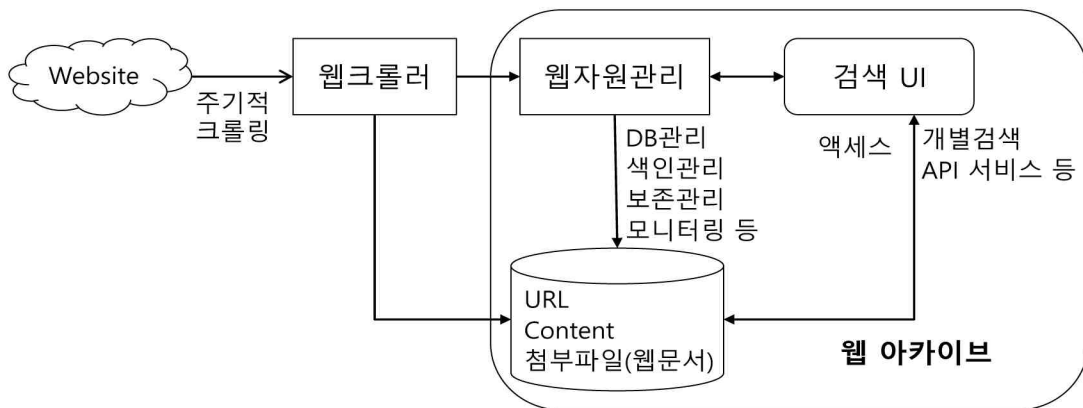 Website
주기적
크롤링
웹크롤러
웹자원관리
검색 UI
DB관리
색인관리
보존관리
모니터링 등
액세스
개별검색
API 서비스 등
URL
Content
첨부파일(웹문서)
웹 아카이브